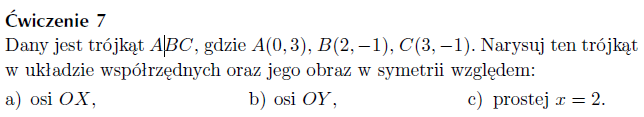 Ćwiczenie 7
Dany jest trójkąt ABC, gdzie A(0, 3), B(2, −1), C(3, −1). Narysuj ten trójkąt
w układzie współrzędnych oraz jego obraz w symetrii względem:
a) osi OX, b) osi OY, c) prostej x = 2.